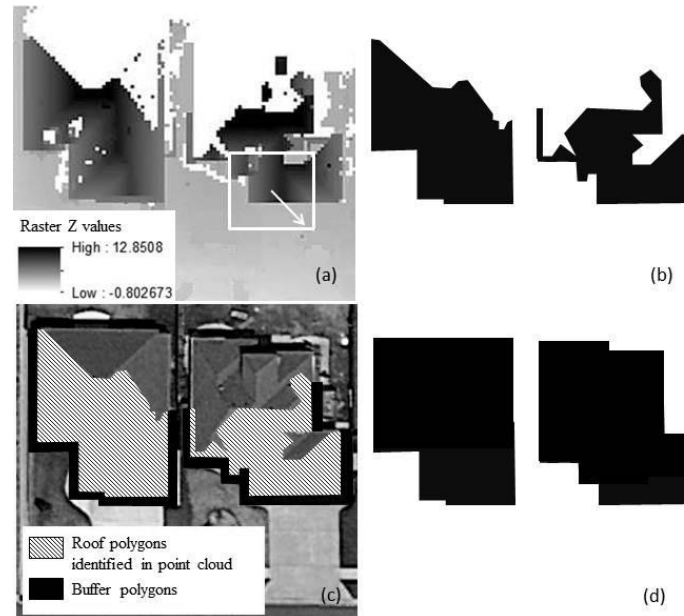 Raster Z values
High : 12.8508
Low : -0.802673
(a)
(b)
Roof polygons
identified in point cloud
Buffer polygons
(c)
(d)